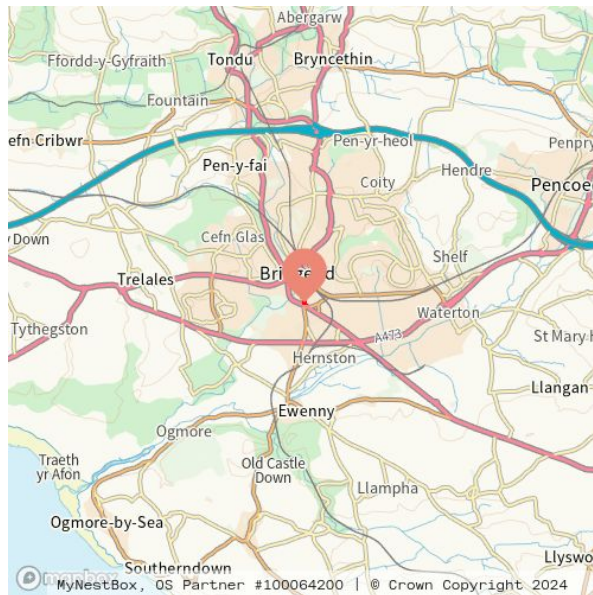 Abergarw
Ffordd-y-Gyfraith
Tondu
Bryncethin
Fountain
efn Cribwr
Pen-yr-heol
Penpry
Pen-y-fai
Hendre
Coity
Pencoed
Cefn Glas
y Down
Shelf
Trelales
Waterton
Tythegston
A473
St Mary H
Hernston
Llangan
Ewenny
Ogmore
Traeth
yr Afon
Old Castle
Down
Llampha
Ogmore-by-Sea
Llysw
Southerndown
mapbox
MyNestBox, OS Partner #100064200 | © Crown Copyright 2024